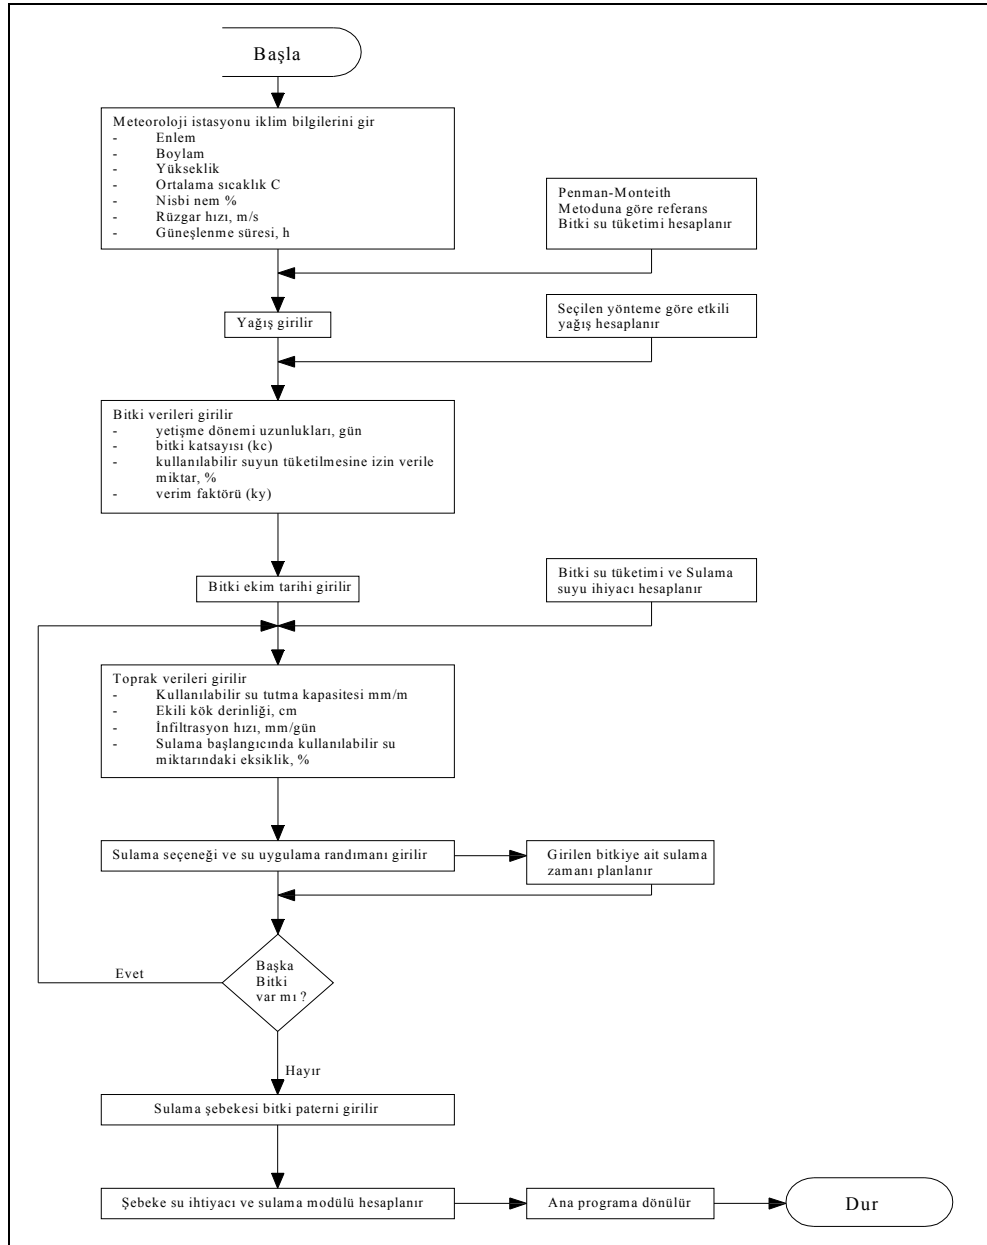 Başla
Meteoroloji istasyonu iklim bilgilerini gir
- Enlem
- Boylam
- Yükseklik
- Ortalama sıcaklık C
- Nisbi nem %
- Rüzgar hızı, m/s
- Güneşlenme süresi, h
Penman-Monteith
Metoduna göre referans
Bitki su tüketimi hesaplanır
Yağış girilir
Seçilen yönteme göre etkili
yağış hesaplanır
Bitki verileri girilir
- yetişme dönemi uzunlukları, gün
- bitki katsayısı (kc)
- kullanılabilir suyun tüketilmesine izin verile
miktar, %
- verim faktörü (ky)
Bitki ekim tarihi girilir
Bitki su tüketimi ve Sulama
suyu ihiyacı hesaplanır
Toprak verileri girilir
- Kullanılabilir su tutma kapasitesi mm/m
- Ekili kök derinliği, cm
- İnfiltrasyon hızı, mm/gün
- Sulama başlangıcında kullanılabilir su
miktarındaki eksiklik, %
Sulama seçeneği ve su uygulama randımanı girilir
Girilen bitkiye ait sulama
zamanı planlanır
Başka
Bitki
var mı ?
Evet
Hayır
Sulama şebekesi bitki paterni girilir
Şebeke su ihtiyacı ve sulama modülü hesaplanır
Ana programa dönülür
Dur